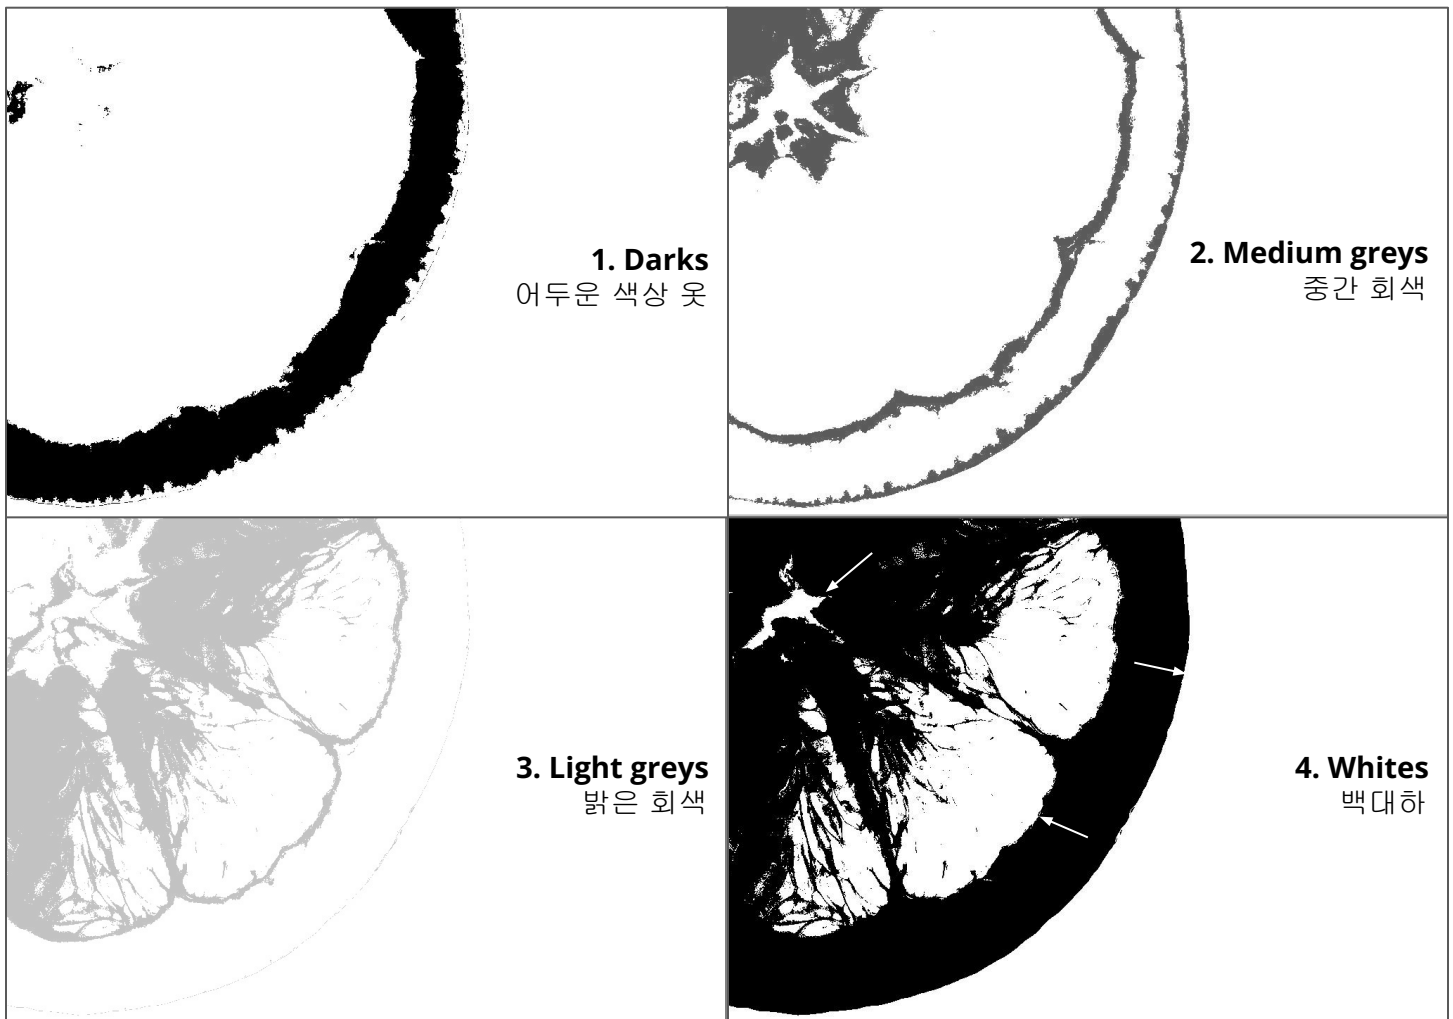 1. Darks
어두운 색상 옷
2. Medium greys
중간 회색
3. Light greys
밝은 회색
4. Whites
백대하